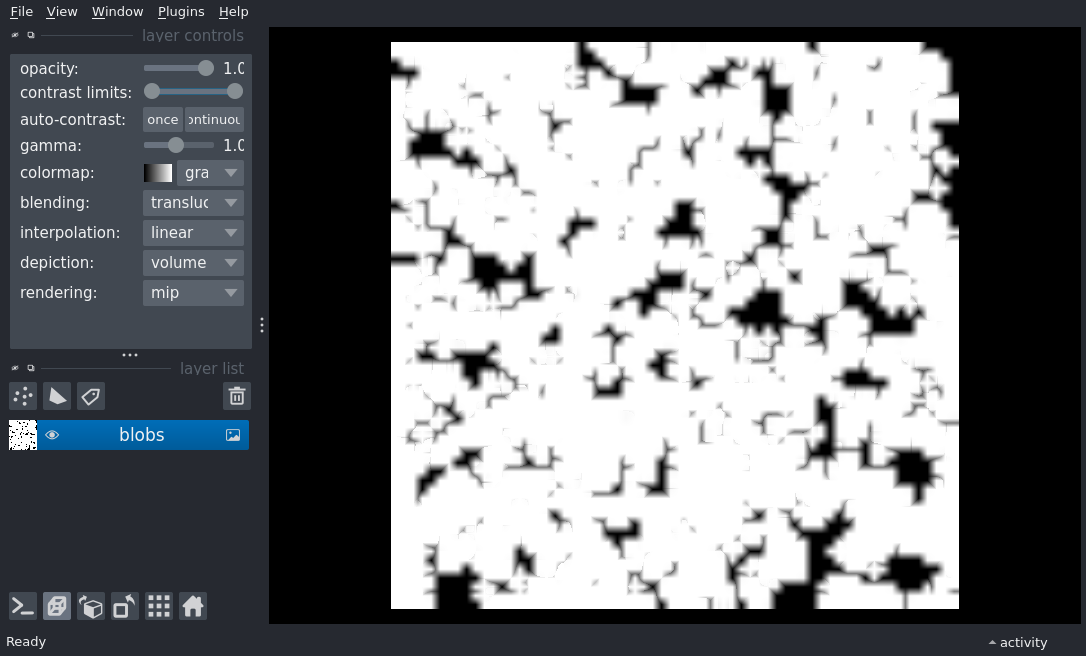 File View Window Plugins Help
layer controls
opacity: 1.0
contrast limits:
auto-contrast: once ontinuou
gamma: 1.0
colormap: gra
blending: transluc
interpolation: linear
depiction: volume
rendering: mip
layer list
blobs
Ready
activity